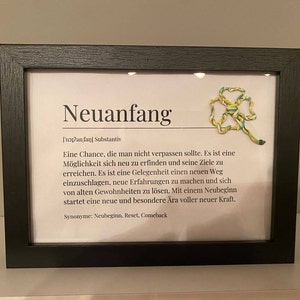 Neuanfang
[ˈnɔɪ̯ʔanˌfaŋ] Substantiv
Eine Chance, die man nicht verpassen sollte. Es ist eine
Möglichkeit sich neu zu erfinden und seine Ziele zu
erreichen. Es ist eine Gelegenheit einen neuen Weg
einzuschlagen, neue Erfahrungen zu machen und sich
von alten Gewohnheiten zu lösen. Mit einem Neubeginn
startet eine neue und besondere Ära voller neuer Kraft.
Synonyme: Neubeginn, Reset, Comeback